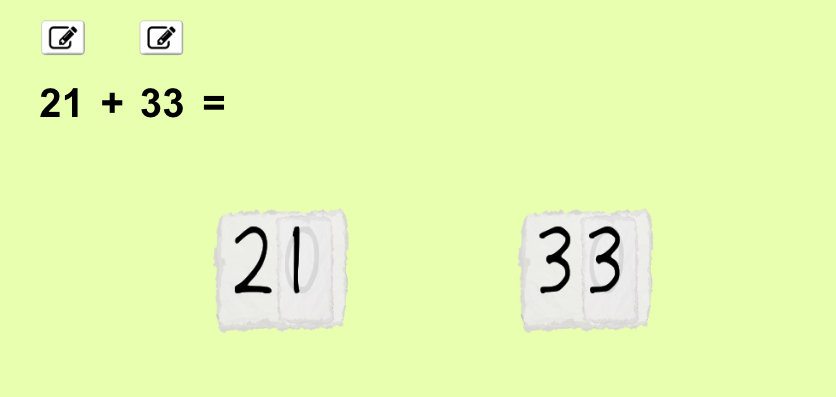 21 + 33 =
21 33